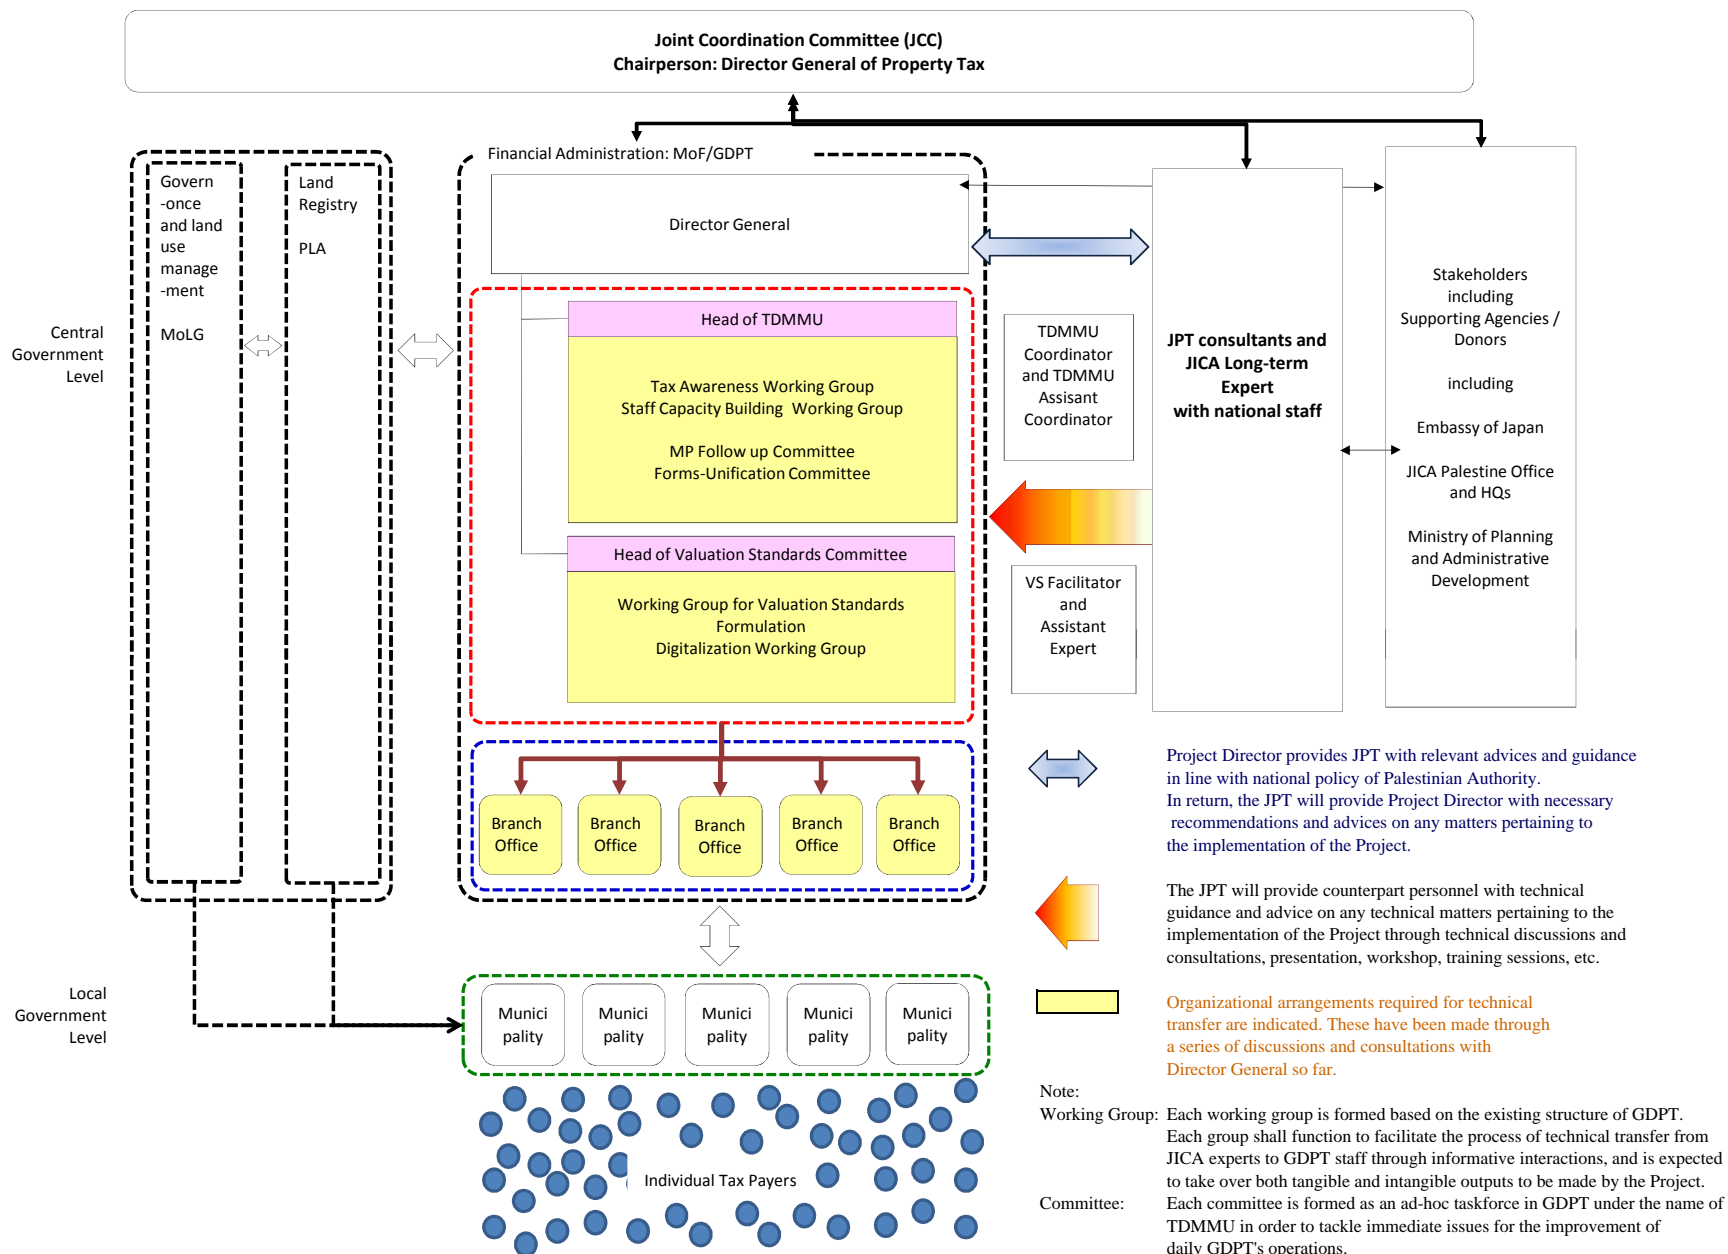 Joint Coordination Committee (JCC)
Chairperson: Director General of Property Tax
Financial Administration: MoF/GDPT
Govern
-once
and land
use
manage
-ment
MoLG
Land
Registry
PLA
Director General
Central
Government
Level
Head of TDMMU
Tax Awareness Working Group
Staff Capacity Building  Working Group
MP Follow up Committee
Forms-Unification Committee
Head of Valuation Standards Committee
Working Group for Valuation Standards
Formulation
Digitalization Working Group
TDMMU
Coordinator
and TDMMU
Assisant
Coordinator
VS Facilitator
and
Assistant
Expert
JPT consultants and
JICA Long-term
Expert
with national staff
Stakeholders
including
Supporting Agencies /
Donors
including
Embassy of Japan
JICA Palestine Office
and HQs
Ministry of Planning
and Administrative
Development
Branch
Office
Branch
Office
Branch
Office
Branch
Office
Branch
Office
Local
Government
Level
Munici
pality
Munici
pality
Munici
pality
Munici
pality
Munici
pality
Individual Tax Payers
Project Director provides JPT with relevant advices and guidance
in line with national policy of Palestinian Authority.
In return, the JPT will provide Project Director with necessary
recommendations and advices on any matters pertaining to
the implementation of the Project.
The JPT will provide counterpart personnel with technical
guidance and advice on any technical matters pertaining to the
implementation of the Project through technical discussions and
consultations, presentation, workshop, training sessions, etc.
Organizational arrangements required for technical
transfer are indicated. These have been made through
a series of discussions and consultations with
Director General so far.
Note:
Working Group: Each working group is formed based on the existing structure of GDPT.
Each group shall function to facilitate the process of technical transfer from
JICA experts to GDPT staff through informative interactions, and is expected
to take over both tangible and intangible outputs to be made by the Project.
Committee: Each committee is formed as an ad-hoc taskforce in GDPT under the name of
TDMMU in order to tackle immediate issues for the improvement of
daily GDPT's operations.